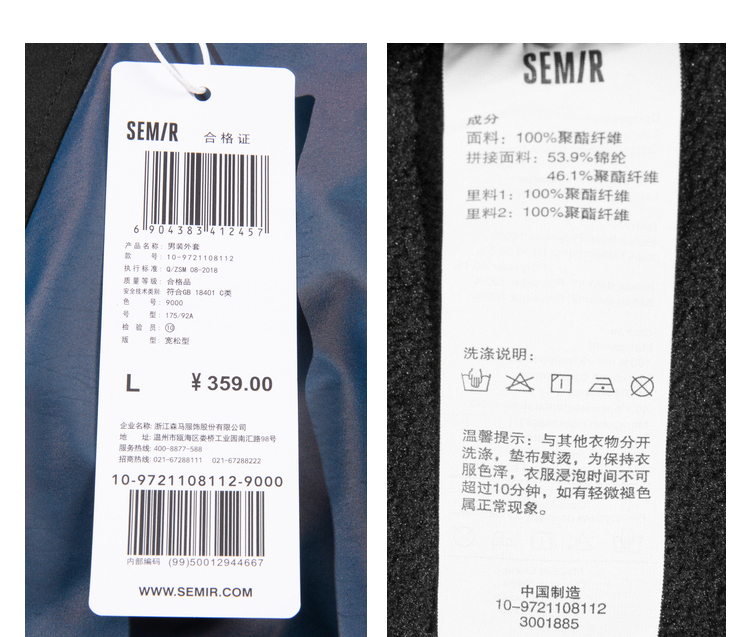 SEMIR 合格证
6 904383 412457
产品名称: 男装外套
款 号: 10-9721108112
执行标准: Q/ZSM 08-2018
质量等级: 合格品
安全技术类别: 符合GB 18401 C类
色 号: 9000
号 型: 175/92A
检 验 员: ⑩
版 型: 宽松型
L ¥359.00
企业名称: 浙江森马服饰股份有限公司
地 址: 温州市瓯海区娄桥工业园南汇路98号
服务热线: 400-8877-588
招商热线: 021-67288111 021-67288222
10-9721108112-9000
内部编码 (99)50012944667
WWW.SEMIR.COM
SEMIR
成分
面料: 100%聚酯纤维
拼接面料: 53.9%锦纶
46.1%聚酯纤维
里料1: 100%聚酯纤维
里料2: 100%聚酯纤维
洗涤说明:
温馨提示: 与其他衣物分开
洗涤, 垫布熨烫, 为保持衣
服色泽, 衣服浸泡时间不可
超过10分钟, 如有轻微褪色
属正常现象。
中国制造
10-9721108112
3001885